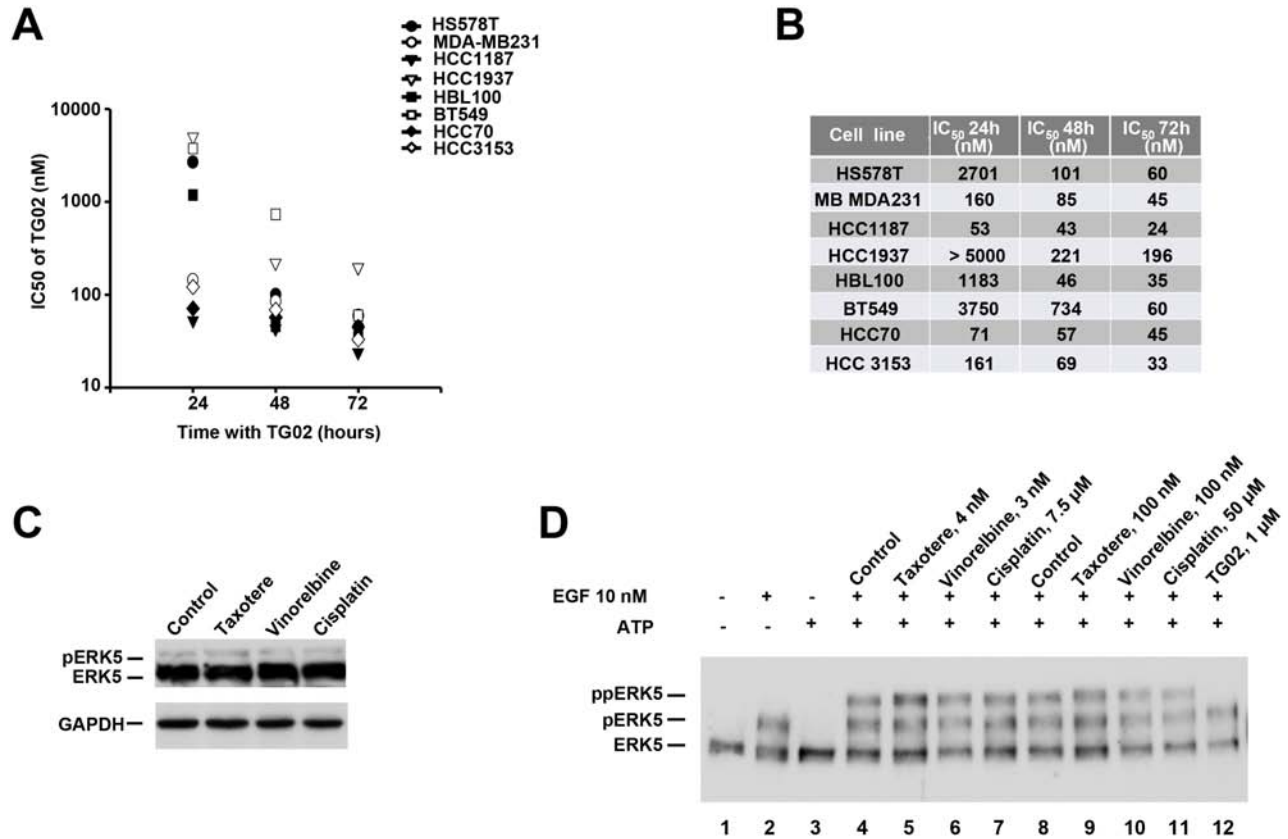 A
HS578T
MDA-MB231
HCC1187
HCC1937
HBL100
BT549
HCC70
HCC3153
IC50 of TG02 (nM)
10000
1000
100
10
24 48 72
Time with TG02 (hours)
B
Cell line IC50 24h (nM) IC50 48h (nM) IC50 72h (nM)
HS578T 2701 101 60
MB MDA231 160 85 45
HCC1187 53 43 24
HCC1937 > 5000 221 196
HBL100 1183 46 35
BT549 3750 734 60
HCC70 71 57 45
HCC 3153 161 69 33
C
Control Taxotere Vinorelbine Cisplatin
pERK5
ERK5
GAPDH
D
Control Taxotere, 4 nM Vinorelbine, 3 nM Cisplatin, 7.5 µM Control Taxotere, 100 nM Vinorelbine, 100 nM Cisplatin, 50 µM TG02, 1 µM
EGF 10 nM - + - + + + + + + + + +
ATP - - + + + + + + + + + +
ppERK5
pERK5
ERK5
1 2 3 4 5 6 7 8 9 10 11 12